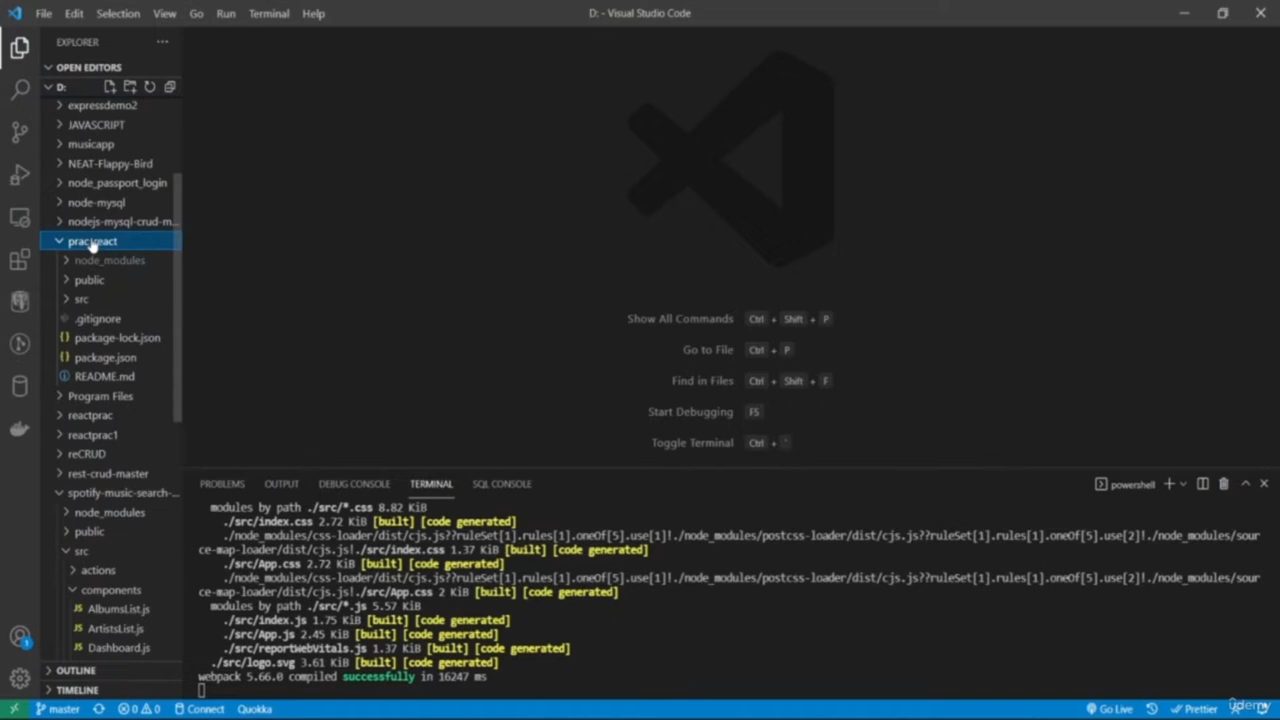 File Edit Selection View Go Run Terminal Help
D: - Visual Studio Code
EXPLORER
OPEN EDITORS
D:
expressdemo2
JAVASCRIPT
musicapp
NEAT-Flappy-Bird
node_passport_login
node-mysql
nodejs-mysql-crud-m...
node_modules
public
src
.gitignore
package-lock.json
package.json
README.md
Program Files
reactprac
reactprac1
reCRUD
rest-crud-master
spotify-music-search-...
node_modules
public
src
actions
components
AlbumsList.js
ArtistsList.js
Dashboard.js
OUTLINE
TIMELINE
Show All Commands Ctrl + Shift + P
Go to File Ctrl + P
Find in Files Ctrl + Shift + F
Start Debugging F5
Toggle Terminal Ctrl + `
PROBLEMS OUTPUT DEBUG CONSOLE TERMINAL SQL CONSOLE
powershell
modules by path ./src/*.css 8.82 KiB
./src/index.css 2.72 KiB [built] [code generated]
./node_modules/css-loader/dist/cjs.js??ruleSet[1].rules[1].oneOf[5].use[1]!./node_modules/postcss-loader/dist/cjs.js??ruleSet[1].rules[1].oneOf[5].use[2]!./node_modules/sour
ce-map-loader/dist/cjs.js!./src/index.css 1.37 KiB [built] [code generated]
./src/App.css 2.72 KiB [built] [code generated]
./node_modules/css-loader/dist/cjs.js??ruleSet[1].rules[1].oneOf[5].use[1]!./node_modules/postcss-loader/dist/cjs.js??ruleSet[1].rules[1].oneOf[5].use[2]!./node_modules/sour
ce-map-loader/dist/cjs.js!./src/App.css 2 KiB [built] [code generated]
modules by path ./src/*.js 5.57 KiB
./src/index.js 1.75 KiB [built] [code generated]
./src/App.js 2.45 KiB [built] [code generated]
./src/reportWebVitals.js 1.37 KiB [built] [code generated]
./src/logo.svg 3.61 KiB [built] [code generated]
webpack 5.66.0 compiled successfully in 16247 ms
master 0 0 Connect Quokka
Go Live Prettier
udemy